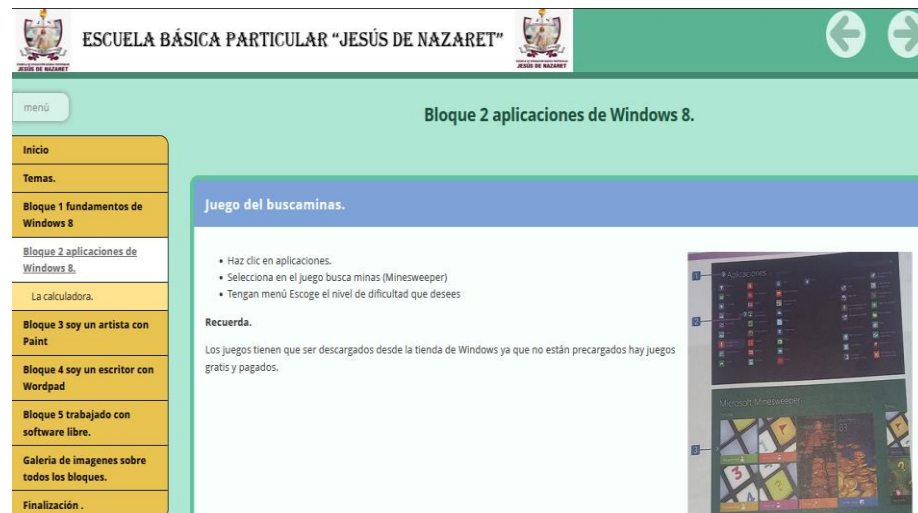 ESCUELA BÁSICA PARTICULAR “JESÚS DE NAZARET”
JESÚS DE NAZARET
JESÚS DE NAZARET
menú
Bloque 2 aplicaciones de Windows 8.
Inicio
Temas.
Bloque 1 fundamentos de
Windows 8
Bloque 2 aplicaciones de
Windows 8.
La calculadora.
Bloque 3 soy un artista con
Paint
Bloque 4 soy un escritor con
Wordpad
Bloque 5 trabajado con
software libre.
Galeria de imagenes sobre
todos los bloques.
Finalización .
Juego del buscaminas.
• Haz clic en aplicaciones.
• Selecciona en el juego busca minas (Minesweeper)
• Tengan menú Escoge el nivel de dificultad que desees
Recuerda.
Los juegos tienen que ser descargados desde la tienda de Windows ya que no están precargados hay juegos
gratis y pagados.
1
Aplicaciones
2
Microsoft Minesweeper
3